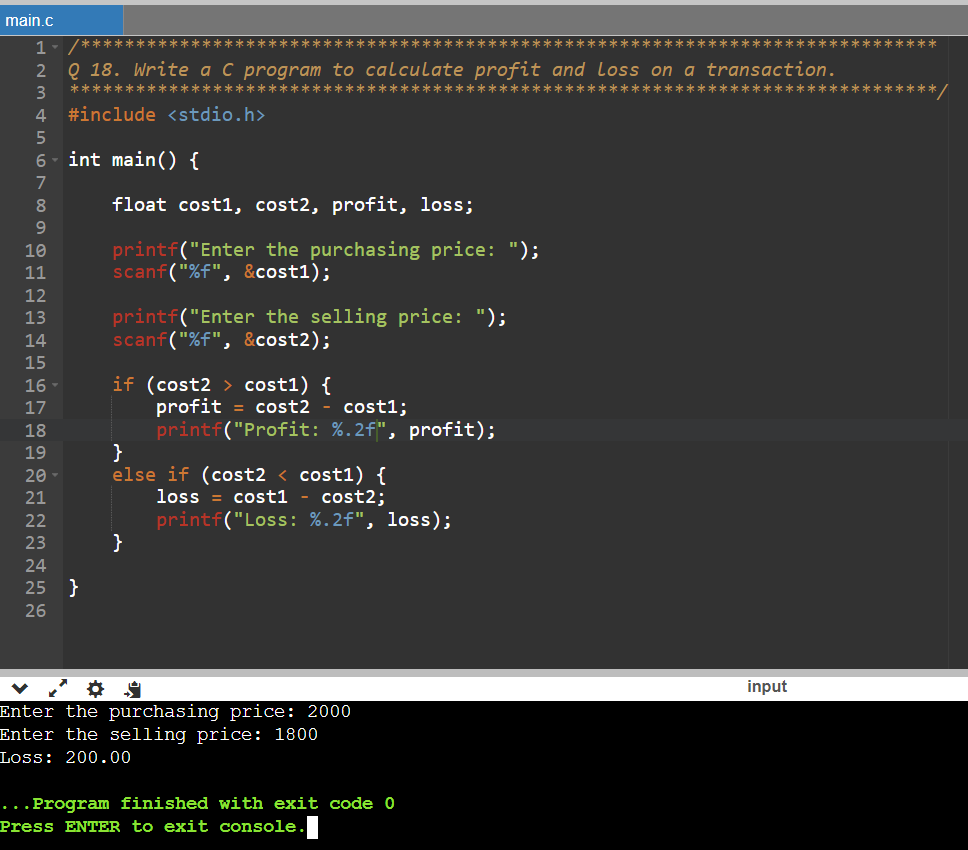 main.c
1 /******************************************************************************
2 Q 18. Write a C program to calculate profit and loss on a transaction.
3 *******************************************************************************/
4 #include <stdio.h>
5
6 int main() {
7
8     float cost1, cost2, profit, loss;
9
10     printf("Enter the purchasing price: ");
11     scanf("%f", &cost1);
12
13     printf("Enter the selling price: ");
14     scanf("%f", &cost2);
15
16     if (cost2 > cost1) {
17         profit = cost2 - cost1;
18         printf("Profit: %.2f", profit);
19     }
20     else if (cost2 < cost1) {
21         loss = cost1 - cost2;
22         printf("Loss: %.2f", loss);
23     }
24
25 }
26
input
Enter the purchasing price: 2000
Enter the selling price: 1800
Loss: 200.00
...Program finished with exit code 0
Press ENTER to exit console.